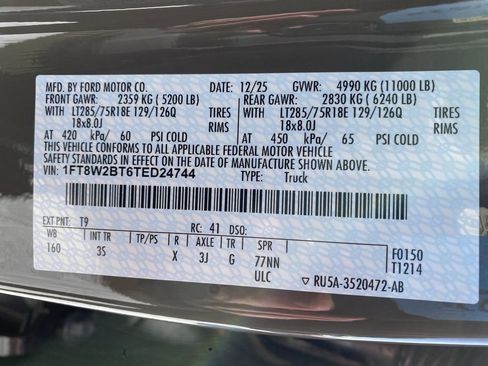 MFD. BY FORD MOTOR CO. 12/25 GVWR: 4990 KG (11000 LB)
FRONT GAWR: 2359 KG (5200 LB) REAR GAWR: 2830 KG (6240 LB)
WITH LT285/75R18E 129/126Q TIRES WITH LT285/75R18E 129/126Q TIRES
18x8.0J RIMS 18x8.0J RIMS
AT 420 kPa/ 60 PSI COLD AT 450 kPa/ 65 PSI COLD
THIS VEHICLE CONFORMS TO ALL APPLICABLE FEDERAL MOTOR VEHICLE
SAFETY STANDARDS IN EFFECT ON THE DATE OF MANUFACTURE SHOWN ABOVE.
VIN: 1FT8W2BT6TED24744 TYPE: Truck
EXT PNT: T9 RC: 41 DSO:
WB INT TR TP/PS R AXLE TR SPR F0150
160 3S X 3J G 77NN T1214
ULC ▽ RU5A-3520472-AB